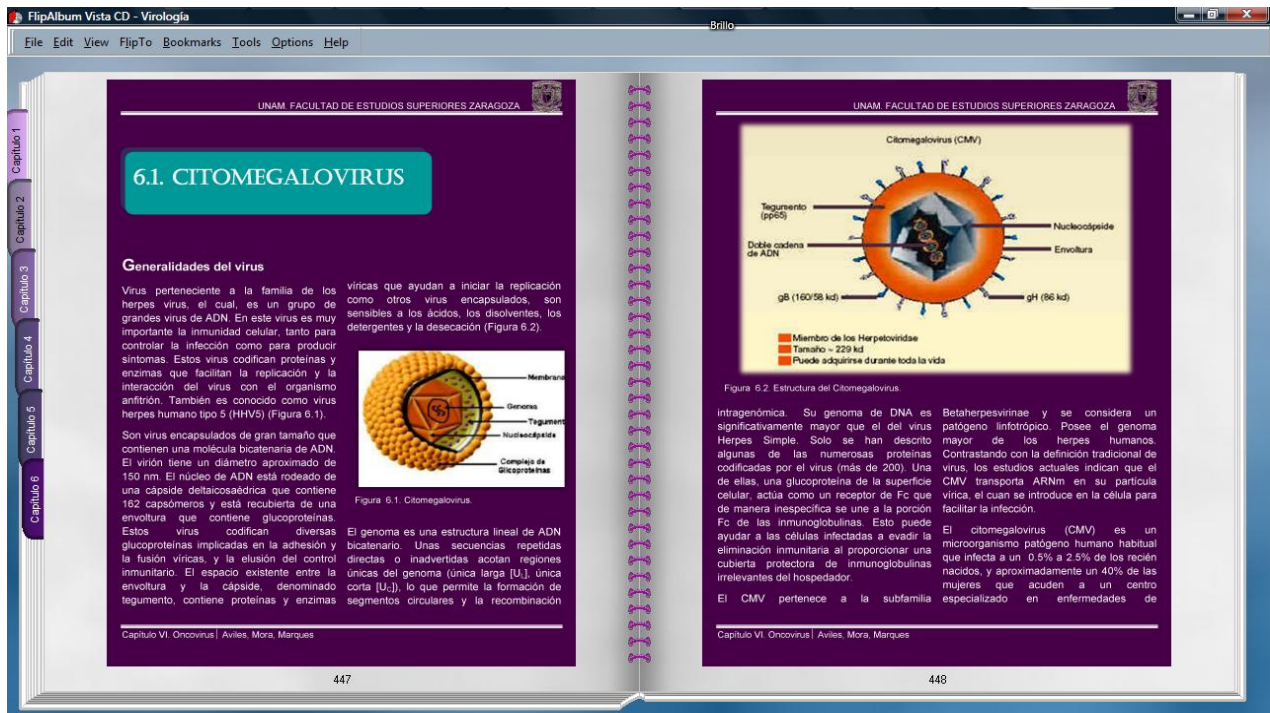 FlipAlbum Vista CD - Virología
Brillo
File Edit View FlipTo Bookmarks Tools Options Help
Capitulo 1
Capitulo 2
Capitulo 3
Capitulo 4
Capitulo 5
Capitulo 6
UNAM. FACULTAD DE ESTUDIOS SUPERIORES ZARAGOZA
6.1. CITOMEGALOVIRUS
Generalidades del virus
Virus perteneciente a la familia de los
herpes virus, el cual, es un grupo de
grandes virus de ADN. En este virus es muy
importante la inmunidad celular, tanto para
controlar la infección como para producir
síntomas. Estos virus codifican proteínas y
enzimas que facilitan la replicación y la
interacción del virus con el organismo
anfitrión. También es conocido como virus
herpes humano tipo 5 (HHV5) (Figura 6.1).
Son virus encapsulados de gran tamaño que
contienen una molécula bicatenaria de ADN.
El virión tiene un diámetro aproximado de
150 nm. El núcleo de ADN está rodeado de
una cápside deltaicosaédrica que contiene
162 capsómeros y está recubierta de una
envoltura que contiene glucoproteínas.
Estos virus codifican diversas
glucoproteínas implicadas en la adhesión y
la fusión víricas, y la elusión del control
inmunitario. El espacio existente entre la
envoltura y la cápside, denominado
tegumento, contiene proteínas y enzimas
víricas que ayudan a iniciar la replicación
como otros virus encapsulados, son
sensibles a los ácidos, los disolventes, los
detergentes y la desecación (Figura 6.2).
Membrana
Genoma
Tegument
Nucleocápside
Complejo de
Glicoproteínas
Figura 6.1. Citomegalovirus.
El genoma es una estructura lineal de ADN
bicatenario. Unas secuencias repetidas
directas o inadvertidas acotan regiones
únicas del genoma (única larga [UL], única
corta [UC]), lo que permite la formación de
segmentos circulares y la recombinación
Capítulo VI. Oncovirus| Aviles, Mora, Marques
447
UNAM. FACULTAD DE ESTUDIOS SUPERIORES ZARAGOZA
Citomegalovirus (CMV)
Tegumento
(pp65)
Doble cadena
de ADN
gB (160/58 kd)
Nucleocápside
Envoltura
gH (86 kd)
Miembro de los Herpetoviridae
Tamaño ~ 229 kd
Puede adquirirse durante toda la vida
Figura 6.2. Estructura del Citomegalovirus.
intragenómica. Su genoma de DNA es
significativamente mayor que el del virus
Herpes Simple. Solo se han descrito
algunas de las numerosas proteínas
codificadas por el virus (más de 200). Una
de ellas, una glucoproteína de la superficie
celular, actúa como un receptor de Fc que
de manera inespecífica se une a la porción
Fc de las inmunoglobulinas. Esto puede
ayudar a las células infectadas a evadir la
eliminación inmunitaria al proporcionar una
cubierta protectora de inmunoglobulinas
irrelevantes del hospedador.
El CMV pertenece a la subfamilia
Betaherpesvirinae y se considera un
patógeno linfotrópico. Posee el genoma
mayor de los herpes humanos.
Contrastando con la definición tradicional de
virus, los estudios actuales indican que el
CMV transporta ARNm en su partícula
vírica, el cuan se introduce en la célula para
facilitar la infección.
El citomegalovirus (CMV) es un
microorganismo patógeno humano habitual
que infecta a un 0.5% a 2.5% de los recién
nacidos, y aproximadamente un 40% de las
mujeres que acuden a un centro
especializado en enfermedades de
Capítulo VI. Oncovirus| Aviles, Mora, Marques
448